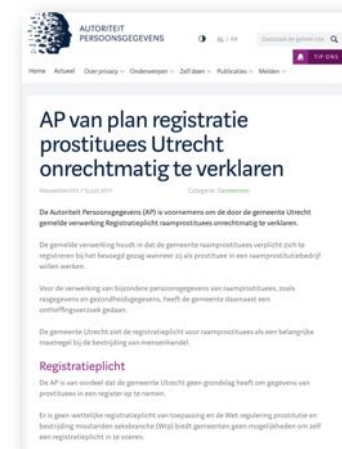 AUTORITEIT
PERSOONSGEGEVENS
NL | EN
Doorzoek de gehele site
TIP ONS
Home Actueel Over privacy Onderwerpen Zelf doen Publicaties Melden
AP van plan registratie
prostituees Utrecht
onrechtmatig te verklaren
Nieuwsbericht / 12 juli 2017 Categorie: Gemeenten
De Autoriteit Persoonsgegevens (AP) is voornemens om de door de gemeente Utrecht
gemelde verwerking Registratieplicht raamprostituees onrechtmatig te verklaren.
De gemelde verwerking houdt in dat de gemeente raamprostituees verplicht zich te
registreren bij het bevoegd gezag wanneer zij als prostituee in een raamprostitutiebedrijf
willen werken.
Voor de verwerking van bijzondere persoonsgegevens van raamprostituees, zoals
rasgegevens en gezondheidsgegevens, heeft de gemeente daarnaast een
ontheffingsverzoek gedaan.
De gemeente Utrecht ziet de registratieplicht voor raamprostituees als een belangrijke
maatregel bij de bestrijding van mensenhandel.
Registratieplicht
De AP is van oordeel dat de gemeente Utrecht geen grondslag heeft om gegevens van
prostituees in een register op te nemen.
Er is geen wettelijke registratieplicht van toepassing en de Wet regulering prostitutie en
bestrijding misstanden seksbranche (Wrp) biedt gemeenten geen mogelijkheden om zelf
een registratieplicht in te voeren.